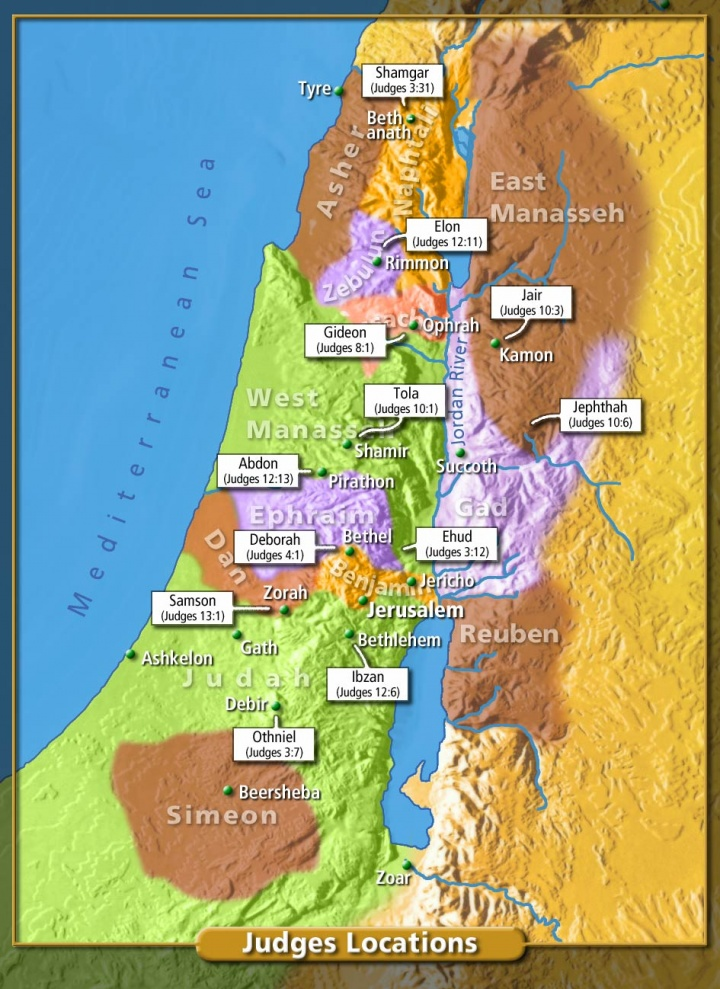 Shamgar
(Judges 3:31)
Tyre
Beth
anath
Asher
Naphtali
Mediterranean Sea
East
Manasseh
Elon
(Judges 12:11)
Rimmon
Zebulun
Jair
(Judges 10:3)
Gideon
(Judges 8:1)
Ophrah
Kamon
Jordan River
West
Tola
(Judges 10:1)
Jephthah
(Judges 10:6)
Shamir
Succoth
Abdon
(Judges 12:13)
Pirathon
Ephraim
Gad
Deborah
(Judges 4:1)
Bethel
Ehud
(Judges 3:12)
Dan
Benjamin
Jericho
Zorah
Samson
(Judges 13:1)
Jerusalem
Gath
Bethlehem
Reuben
Ashkelon
Judah
Ibzan
(Judges 12:6)
Debir
Othniel
(Judges 3:7)
Beersheba
Simeon
Zoar
Judges Locations